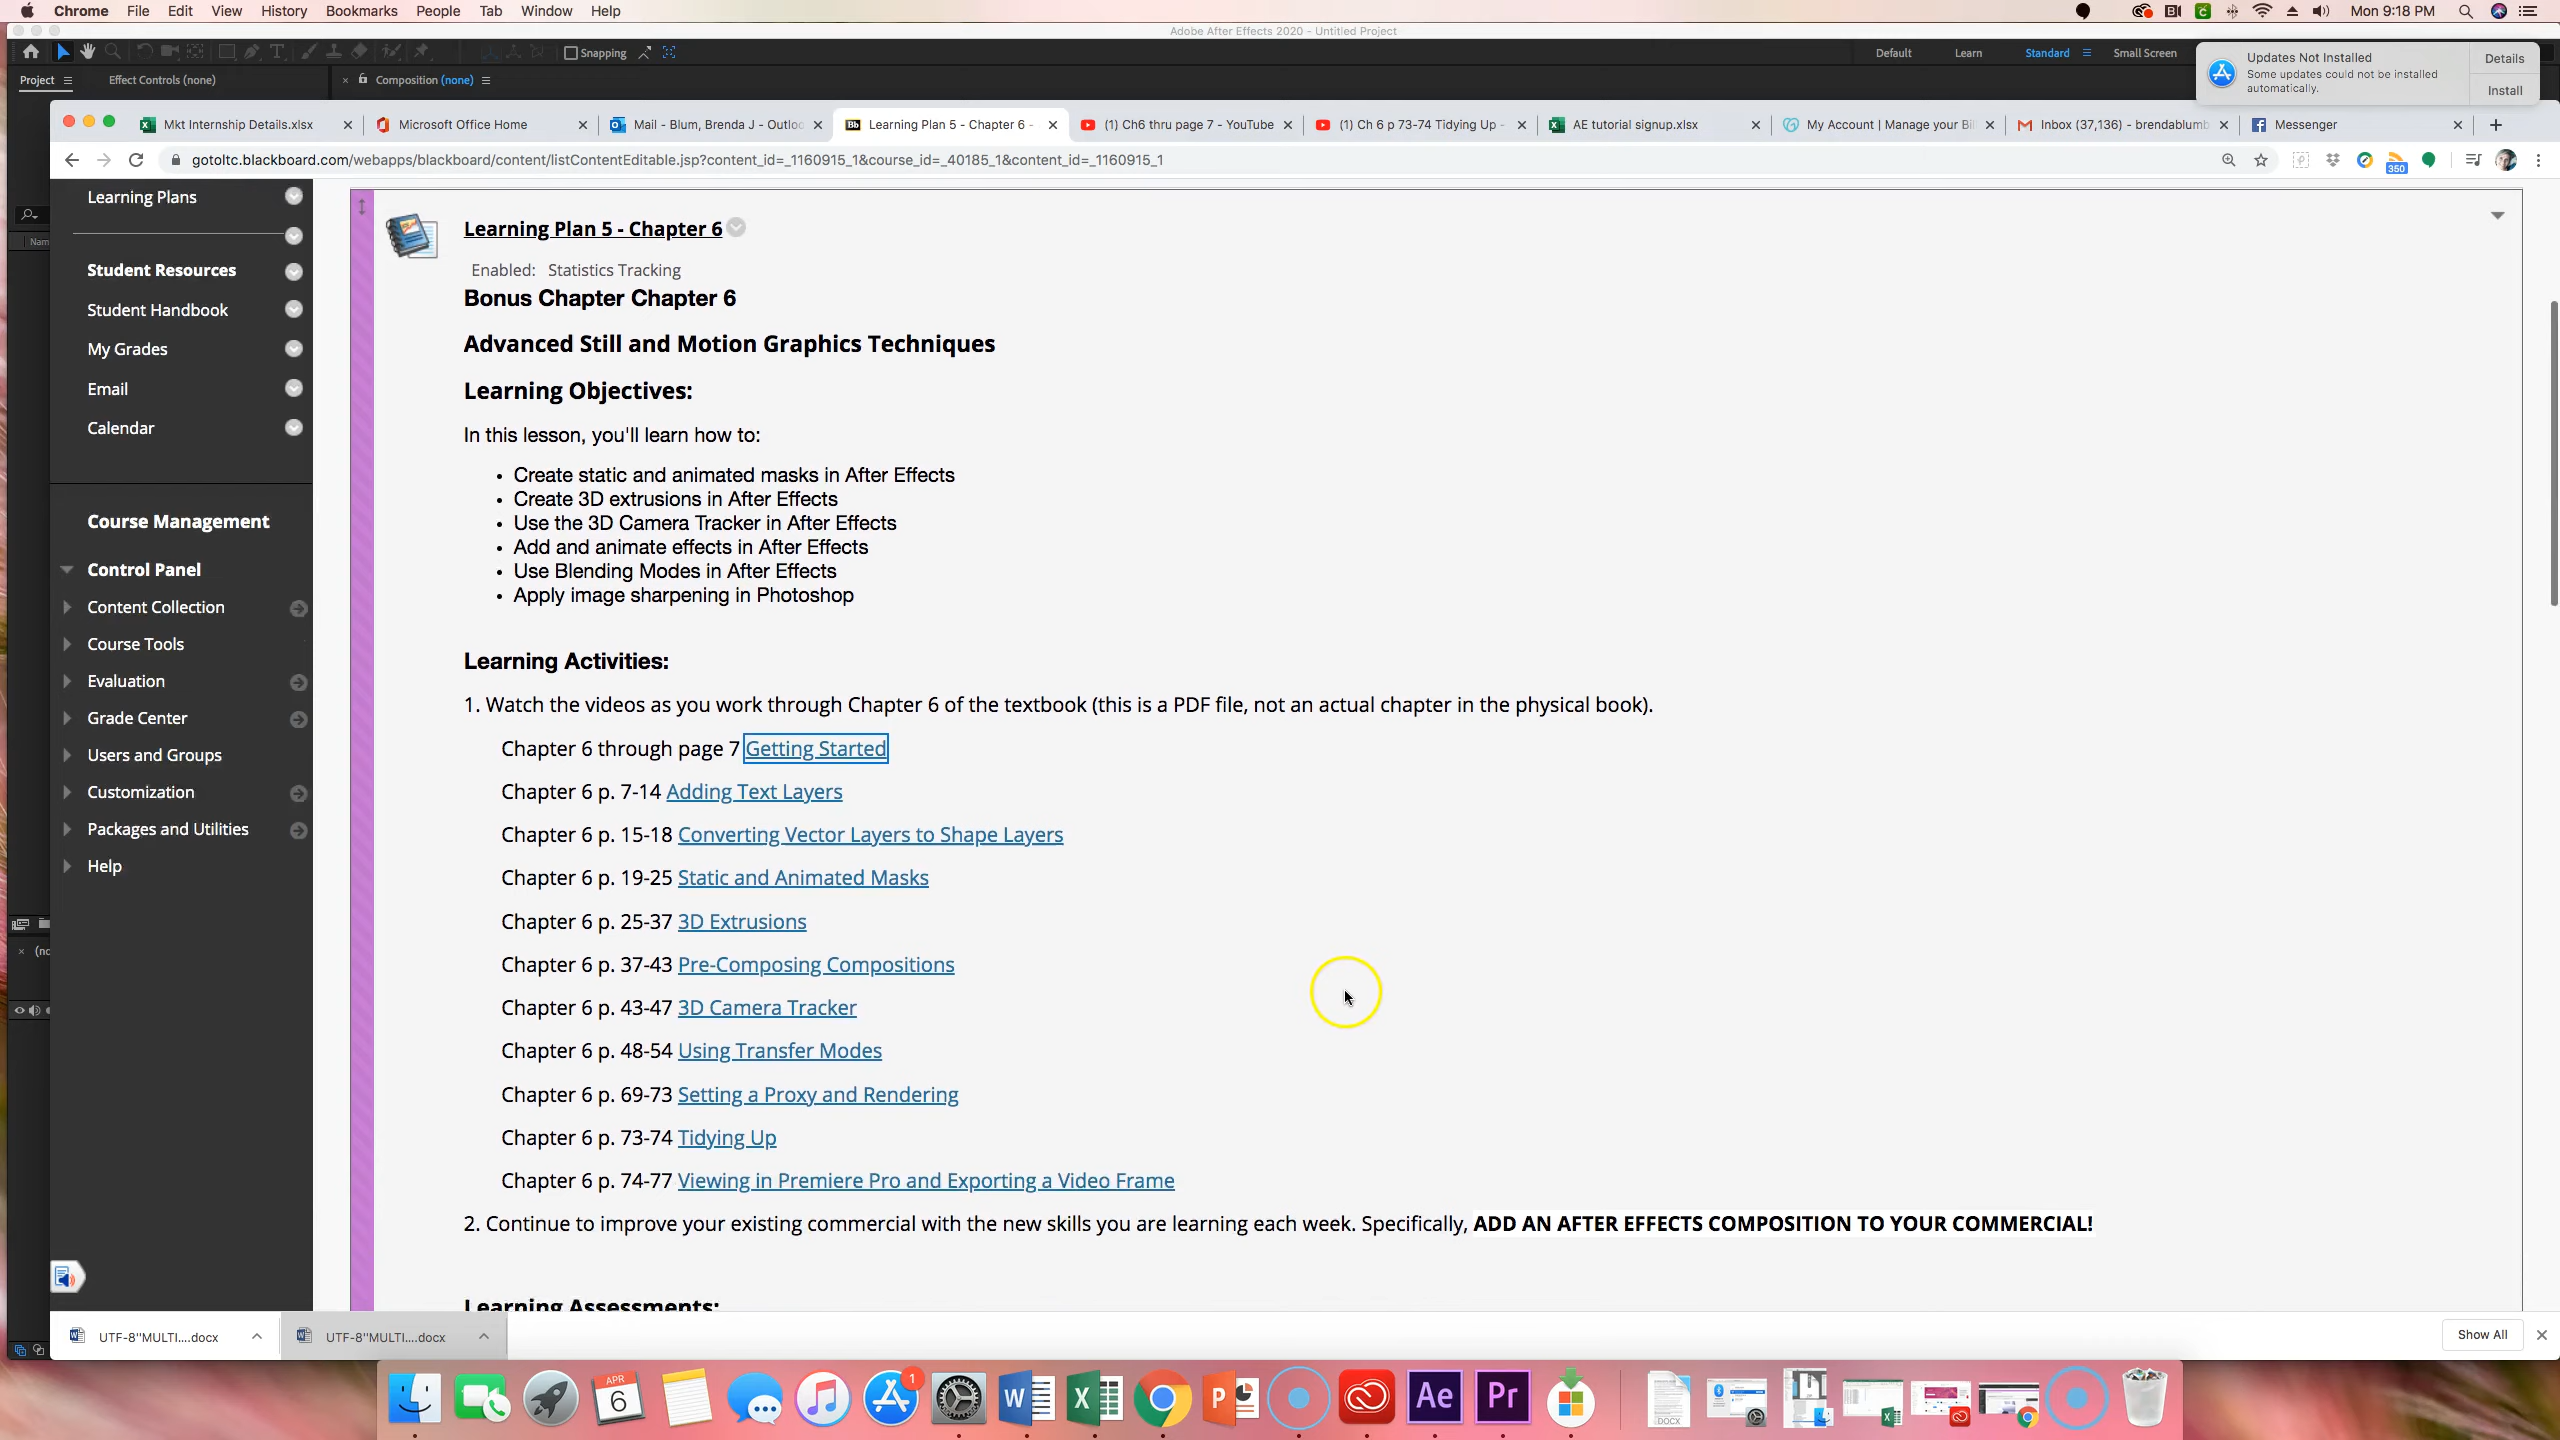 Chrome File Edit View History Bookmarks People Tab Window Help
Mon 9:18 PM
Adobe After Effects 2020 - Untitled Project
Snapping
Default Learn Standard Small Screen
Project Effect Controls (none) Composition (none)
Updates Not Installed
Some updates could not be installed
automatically.
Details
Install
Mkt Internship Details.xlsx
Microsoft Office Home
Mail - Blum, Brenda J - Outlo
Learning Plan 5 - Chapter 6 -
(1) Ch6 thru page 7 - YouTube
(1) Ch 6 p 73-74 Tidying Up -
AE tutorial signup.xlsx
My Account | Manage your Bi
Inbox (37,136) - brendablumb
Messenger
gotoltc.blackboard.com/webapps/blackboard/content/listContentEditable.jsp?content_id=_1160915_1&course_id=_40185_1&content_id=_1160915_1
350
Learning Plans
Student Resources
Student Handbook
My Grades
Email
Calendar
Course Management
Control Panel
Content Collection
Course Tools
Evaluation
Grade Center
Users and Groups
Customization
Packages and Utilities
Help
Learning Plan 5 - Chapter 6
Enabled: Statistics Tracking
Bonus Chapter Chapter 6
Advanced Still and Motion Graphics Techniques
Learning Objectives:
In this lesson, you'll learn how to:
• Create static and animated masks in After Effects
• Create 3D extrusions in After Effects
• Use the 3D Camera Tracker in After Effects
• Add and animate effects in After Effects
• Use Blending Modes in After Effects
• Apply image sharpening in Photoshop
Learning Activities:
1. Watch the videos as you work through Chapter 6 of the textbook (this is a PDF file, not an actual chapter in the physical book).
Chapter 6 through page 7 Getting Started
Chapter 6 p. 7-14 Adding Text Layers
Chapter 6 p. 15-18 Converting Vector Layers to Shape Layers
Chapter 6 p. 19-25 Static and Animated Masks
Chapter 6 p. 25-37 3D Extrusions
Chapter 6 p. 37-43 Pre-Composing Compositions
Chapter 6 p. 43-47 3D Camera Tracker
Chapter 6 p. 48-54 Using Transfer Modes
Chapter 6 p. 69-73 Setting a Proxy and Rendering
Chapter 6 p. 73-74 Tidying Up
Chapter 6 p. 74-77 Viewing in Premiere Pro and Exporting a Video Frame
2. Continue to improve your existing commercial with the new skills you are learning each week. Specifically, ADD AN AFTER EFFECTS COMPOSITION TO YOUR COMMERCIAL!
Learning Assessments:
UTF-8''MULTI....docx
UTF-8''MULTI....docx
Show All
APR
6
1
W
X
P
Ae
Pr
DOCX